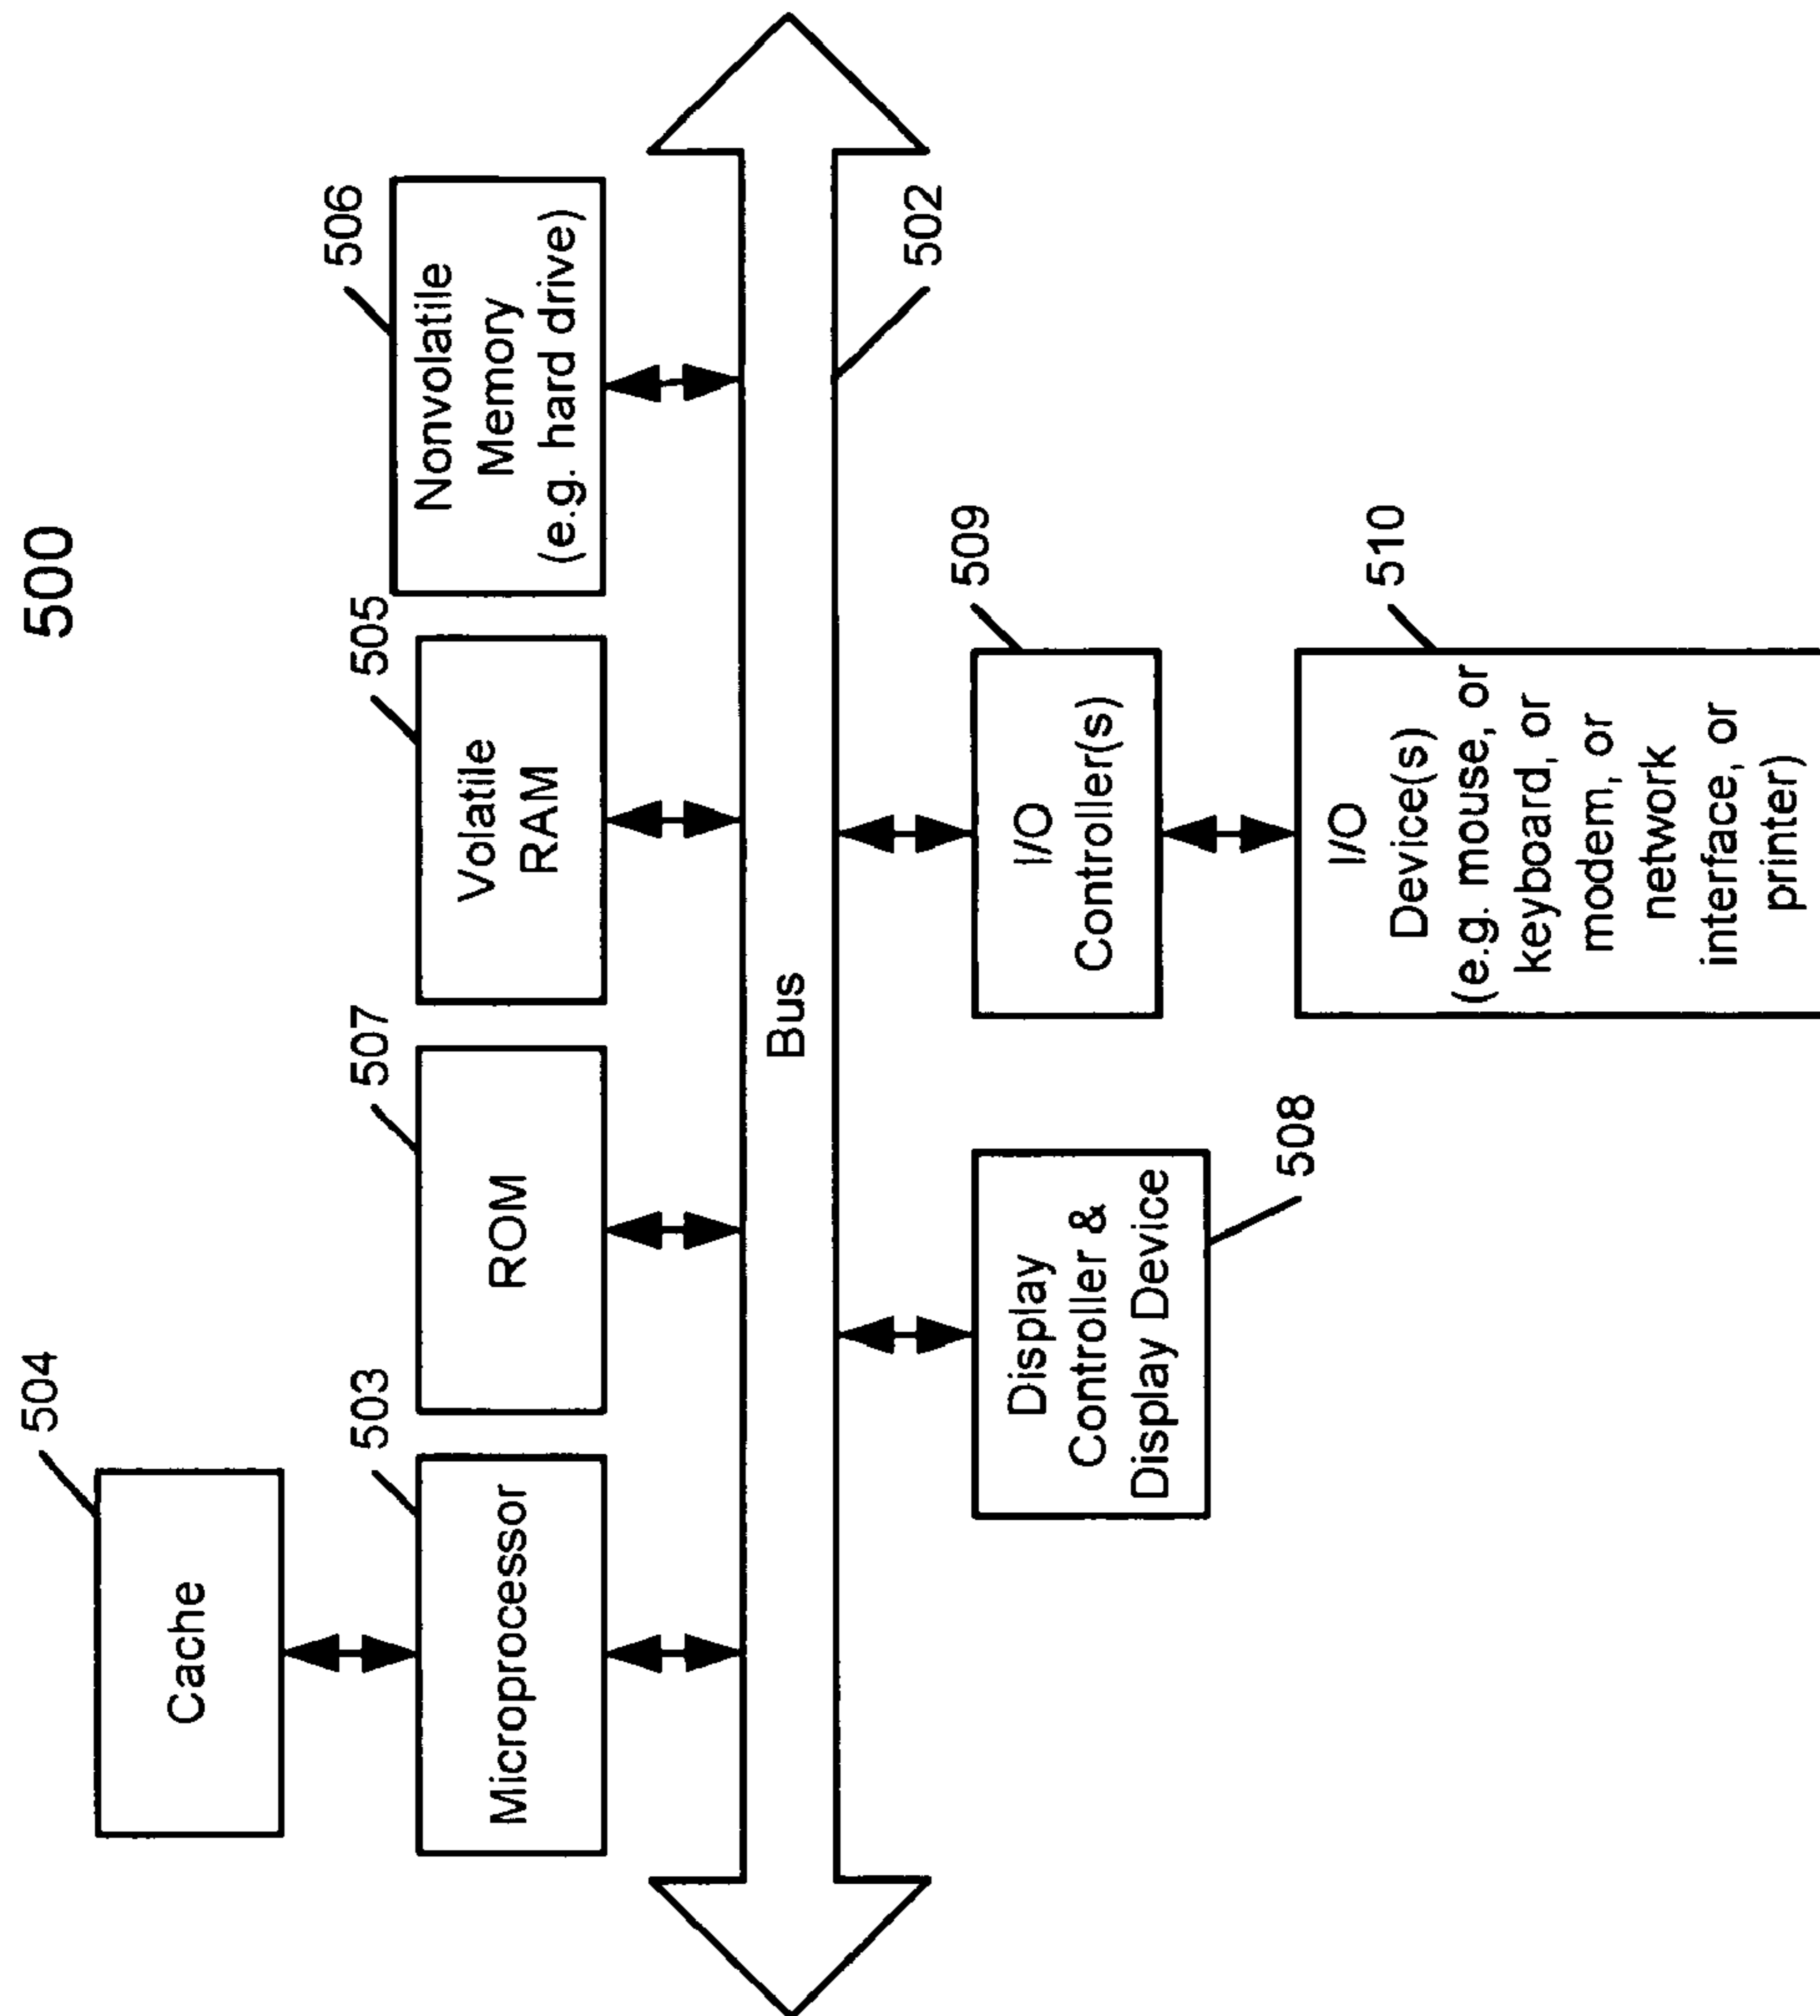 500
504
Cache
503
Microprocessor
507
ROM
505
Volatile
RAM
506
Nonvolatile
Memory
(e.g. hard drive)
Bus
502
508
Display
Controller &
Display Device
509
I/O
Controller(s)
510
I/O
Device(s)
(e.g. mouse, or
keyboard, or
modem, or
network
interface, or
printer)